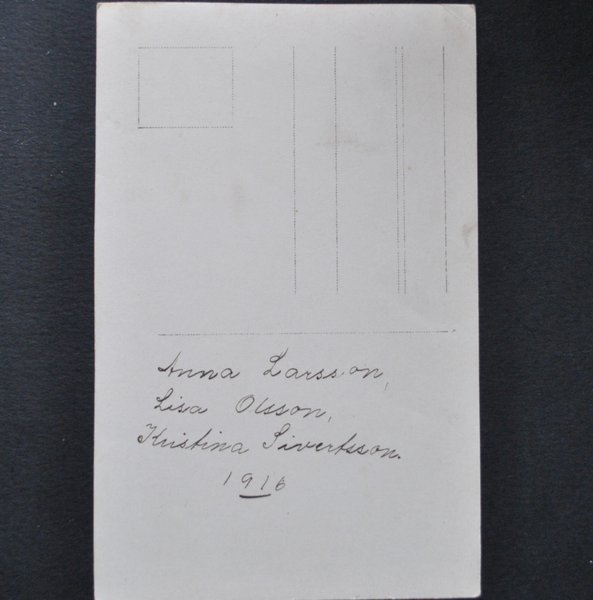 Anna Larsson,
Lisa Olsson,
Kristina Sivertsson.
1916